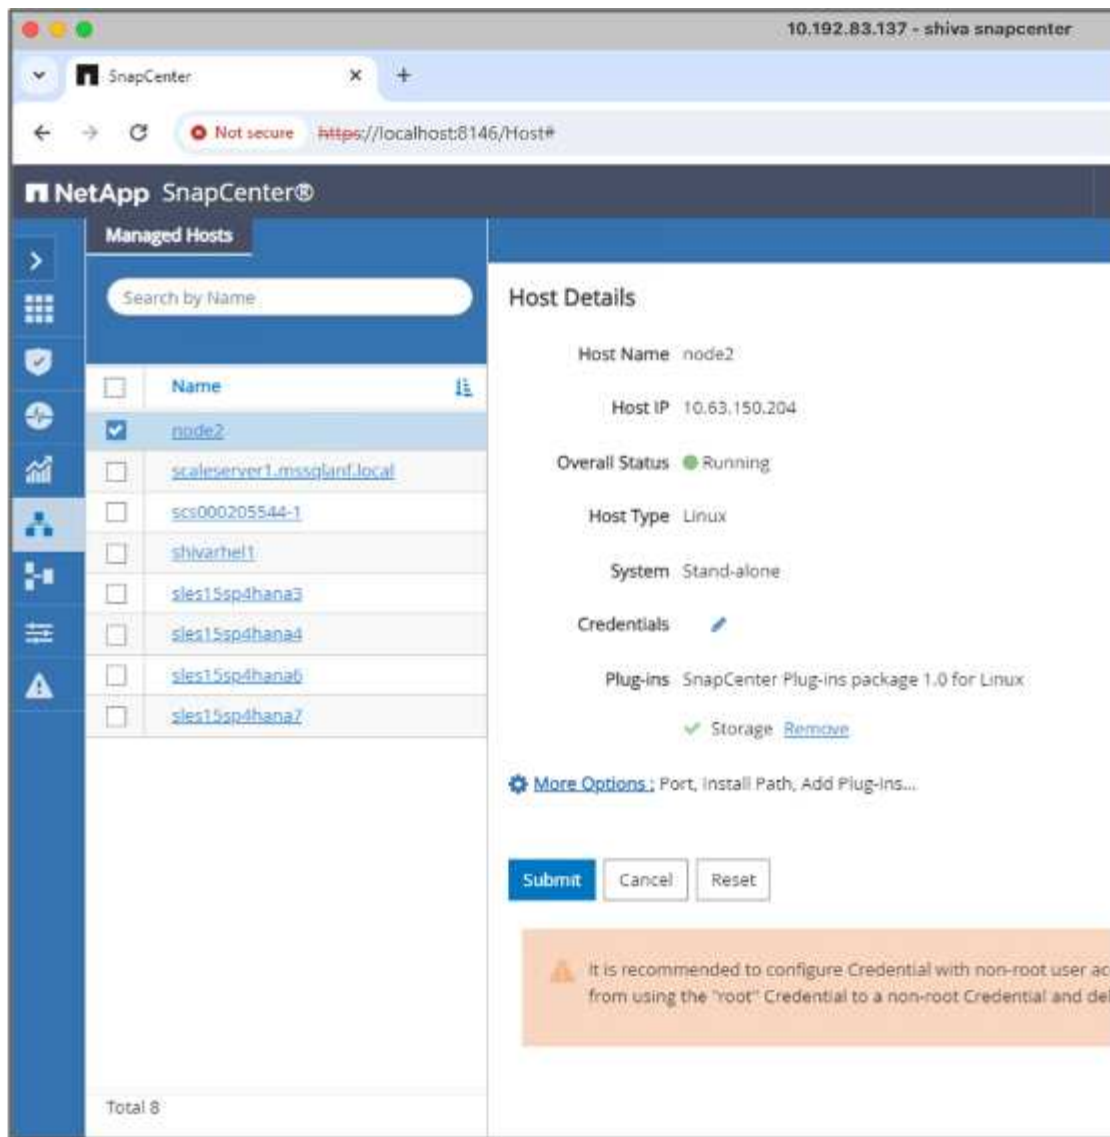 10.192.83.137 - shiva snapcenter
SnapCenter
Not secure https://localhost:8146/Host#
NetApp SnapCenter®
Managed Hosts
Search by Name
Name
node2
scaleserver1.mssqlanf.local
scs000205544-1
shivarhel1
sles15sp4hana3
sles15sp4hana4
sles15sp4hana6
sles15sp4hana7
Total 8
Host Details
Host Name node2
Host IP 10.63.150.204
Overall Status Running
Host Type Linux
System Stand-alone
Credentials
Plug-ins SnapCenter Plug-ins package 1.0 for Linux
Storage Remove
More Options : Port, Install Path, Add Plug-Ins...
Submit Cancel Reset
It is recommended to configure Credential with non-root user ac
from using the "root" Credential to a non-root Credential and del